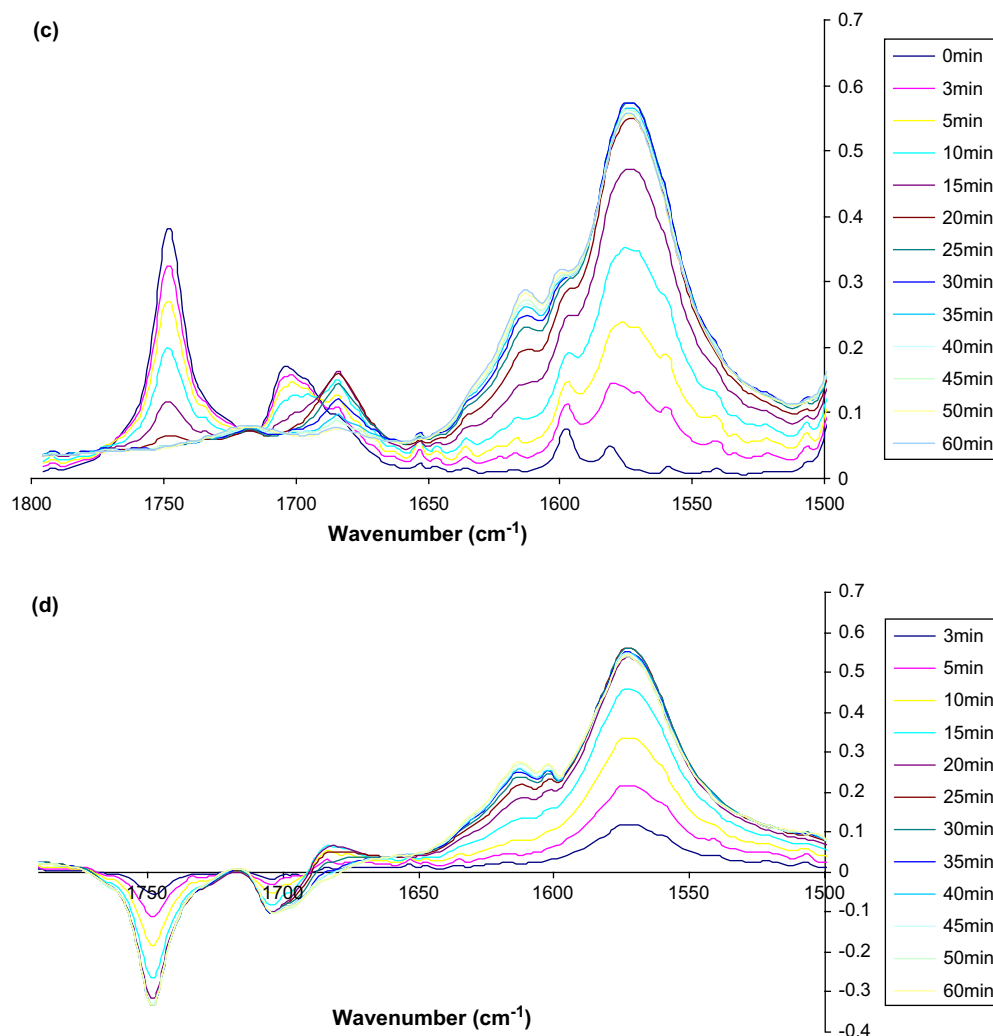 (c)
0.7
0.6
0.5
0.4
0.3
0.2
0.1
0
1800 1750 1700 1650 1600 1550 1500
Wavenumber (cm-1)
0min
3min
5min
10min
15min
20min
25min
30min
35min
40min
45min
50min
60min
(d)
0.7
0.6
0.5
0.4
0.3
0.2
0.1
0
-0.1
-0.2
-0.3
-0.4
1750 1700 1650 1600 1550 1500
Wavenumber (cm-1)
3min
5min
10min
15min
20min
25min
30min
35min
40min
45min
50min
60min